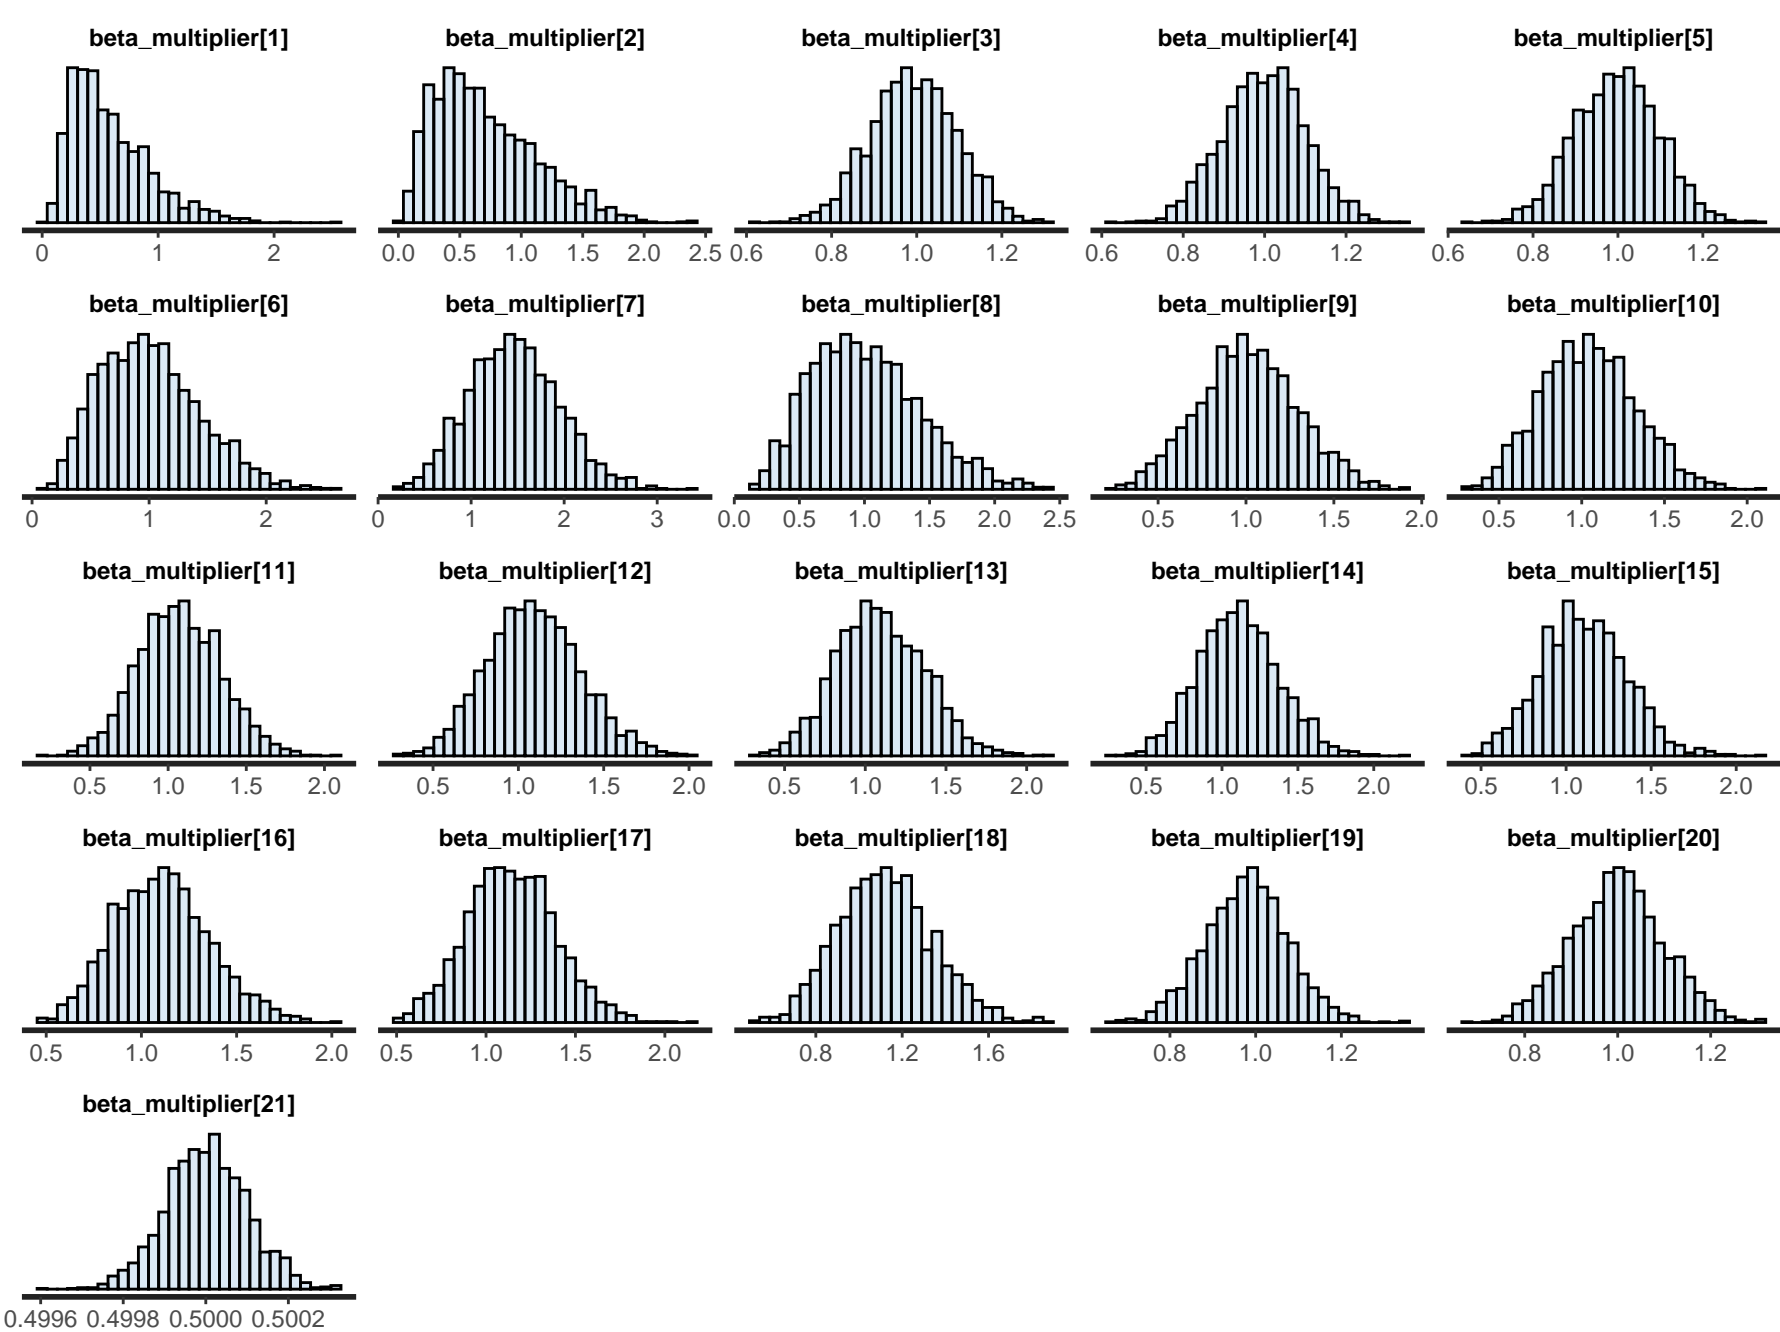 beta_multiplier[1] beta_multiplier[2] beta_multiplier[3] beta_multiplier[4] beta_multiplier[5]
0 1 2 0.0 0.5 1.0 1.5 2.0 2.5 0.6 0.8 1.0 1.2 0.6 0.8 1.0 1.2 0.6 0.8 1.0 1.2
beta_multiplier[6] beta_multiplier[7] beta_multiplier[8] beta_multiplier[9] beta_multiplier[10]
0 1 2 0 1 2 3 0.0 0.5 1.0 1.5 2.0 2.5 0.5 1.0 1.5 2.0 0.5 1.0 1.5 2.0
beta_multiplier[11] beta_multiplier[12] beta_multiplier[13] beta_multiplier[14] beta_multiplier[15]
0.5 1.0 1.5 2.0 0.5 1.0 1.5 2.0 0.5 1.0 1.5 2.0 0.5 1.0 1.5 2.0 0.5 1.0 1.5 2.0
beta_multiplier[16] beta_multiplier[17] beta_multiplier[18] beta_multiplier[19] beta_multiplier[20]
0.5 1.0 1.5 2.0 0.5 1.0 1.5 2.0 0.8 1.2 1.6 0.8 1.0 1.2 0.8 1.0 1.2
beta_multiplier[21]
0.4996 0.4998 0.5000 0.5002